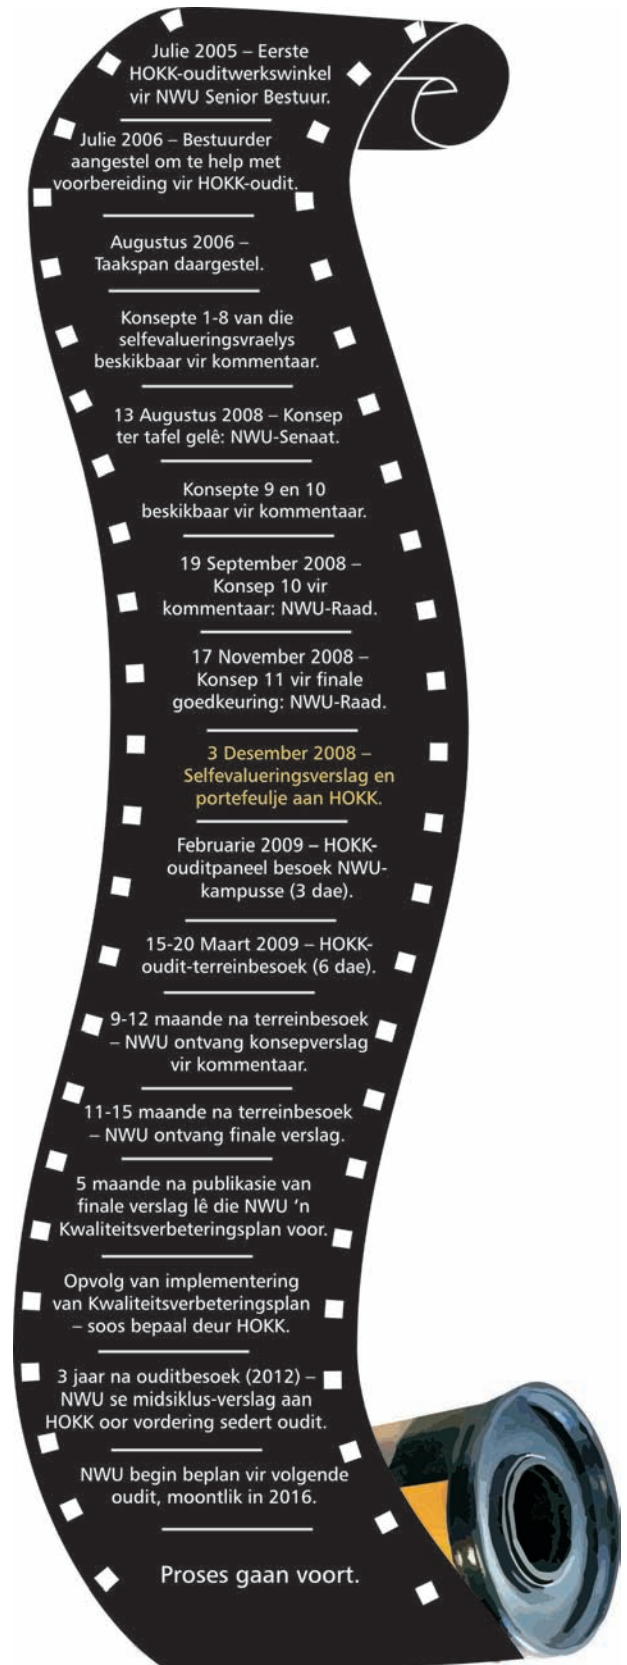 Julie 2005 – Eerste
HOKK-ouditwerkswinkel
vir NWU Senior Bestuur.
Julie 2006 – Bestuurder
aangestel om te help met
voorbereiding vir HOKK-oudit.
Augustus 2006 –
Taakspan daargestel.
Konsepte 1-8 van die
selfevalueringsvraelys
beskikbaar vir kommentaar.
13 Augustus 2008 – Konsep
ter tafel gelê: NWU-Senaat.
Konsepte 9 en 10
beskikbaar vir kommentaar.
19 September 2008 –
Konsep 10 vir
kommentaar: NWU-Raad.
17 November 2008 –
Konsep 11 vir finale
goedkeuring: NWU-Raad.
3 Desember 2008 –
Selfevalueringsverslag en
portefeulje aan HOKK.
Februarie 2009 – HOKK-
ouditpaneel besoek NWU-
kampusse (3 dae).
15-20 Maart 2009 – HOKK-
oudit-terreinbesoek (6 dae).
9-12 maande na terreinbesoek
– NWU ontvang konsepverslag
vir kommentaar.
11-15 maande na terreinbesoek
– NWU ontvang finale verslag.
5 maande na publikasie van
finale verslag lê die NWU ‘n
Kwaliteitsverbeteringsplan voor.
Opvolg van implementering
van Kwaliteitsverbeteringsplan
– soos bepaal deur HOKK.
3 jaar na ouditbesoek (2012) –
NWU se midsiklus-verslag aan
HOKK oor vordering sedert oudit.
NWU begin beplan vir volgende
oudit, moontlik in 2016.
Proses gaan voort.